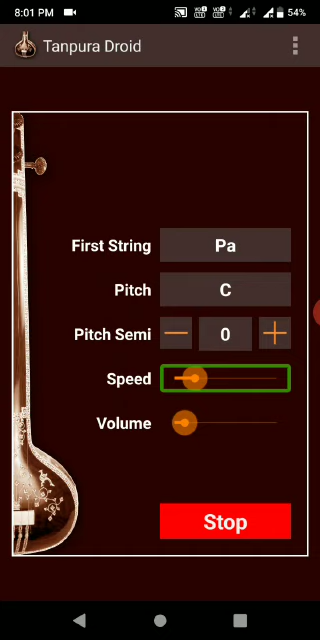 8:01 PM 54%
Tanpura Droid
First String Pa
Pitch C
Pitch Semi 0
Speed
Volume
Stop